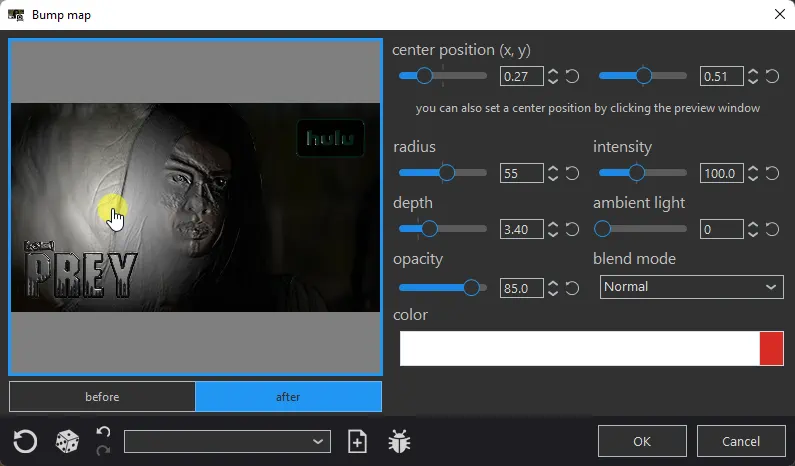 Bump map
center position (x, y)
0.27
0.51
you can also set a center position by clicking the preview window
radius
intensity
55
100.0
depth
ambient light
3.40
0
opacity
blend mode
85.0
Normal
color
hulu
PREY
before
after
OK
Cancel